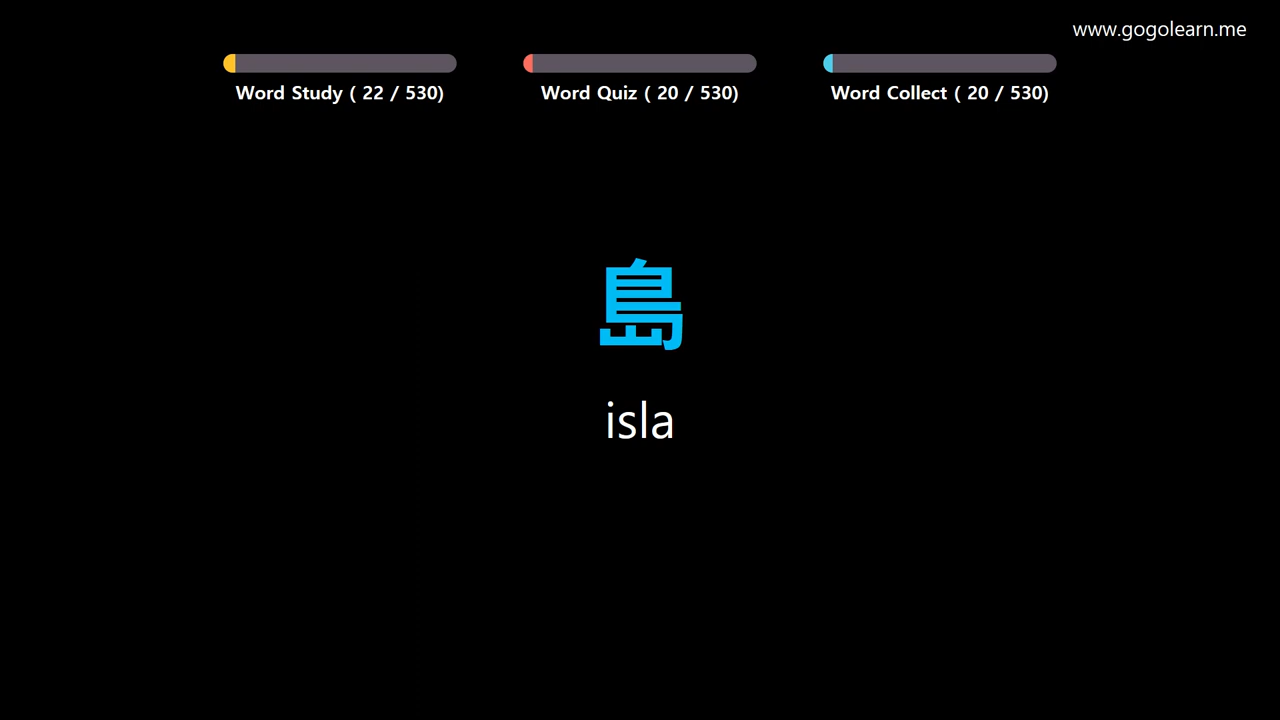 www.gogolearn.me
Word Study ( 22 / 530)
Word Quiz ( 20 / 530)
Word Collect ( 20 / 530)
島
isla